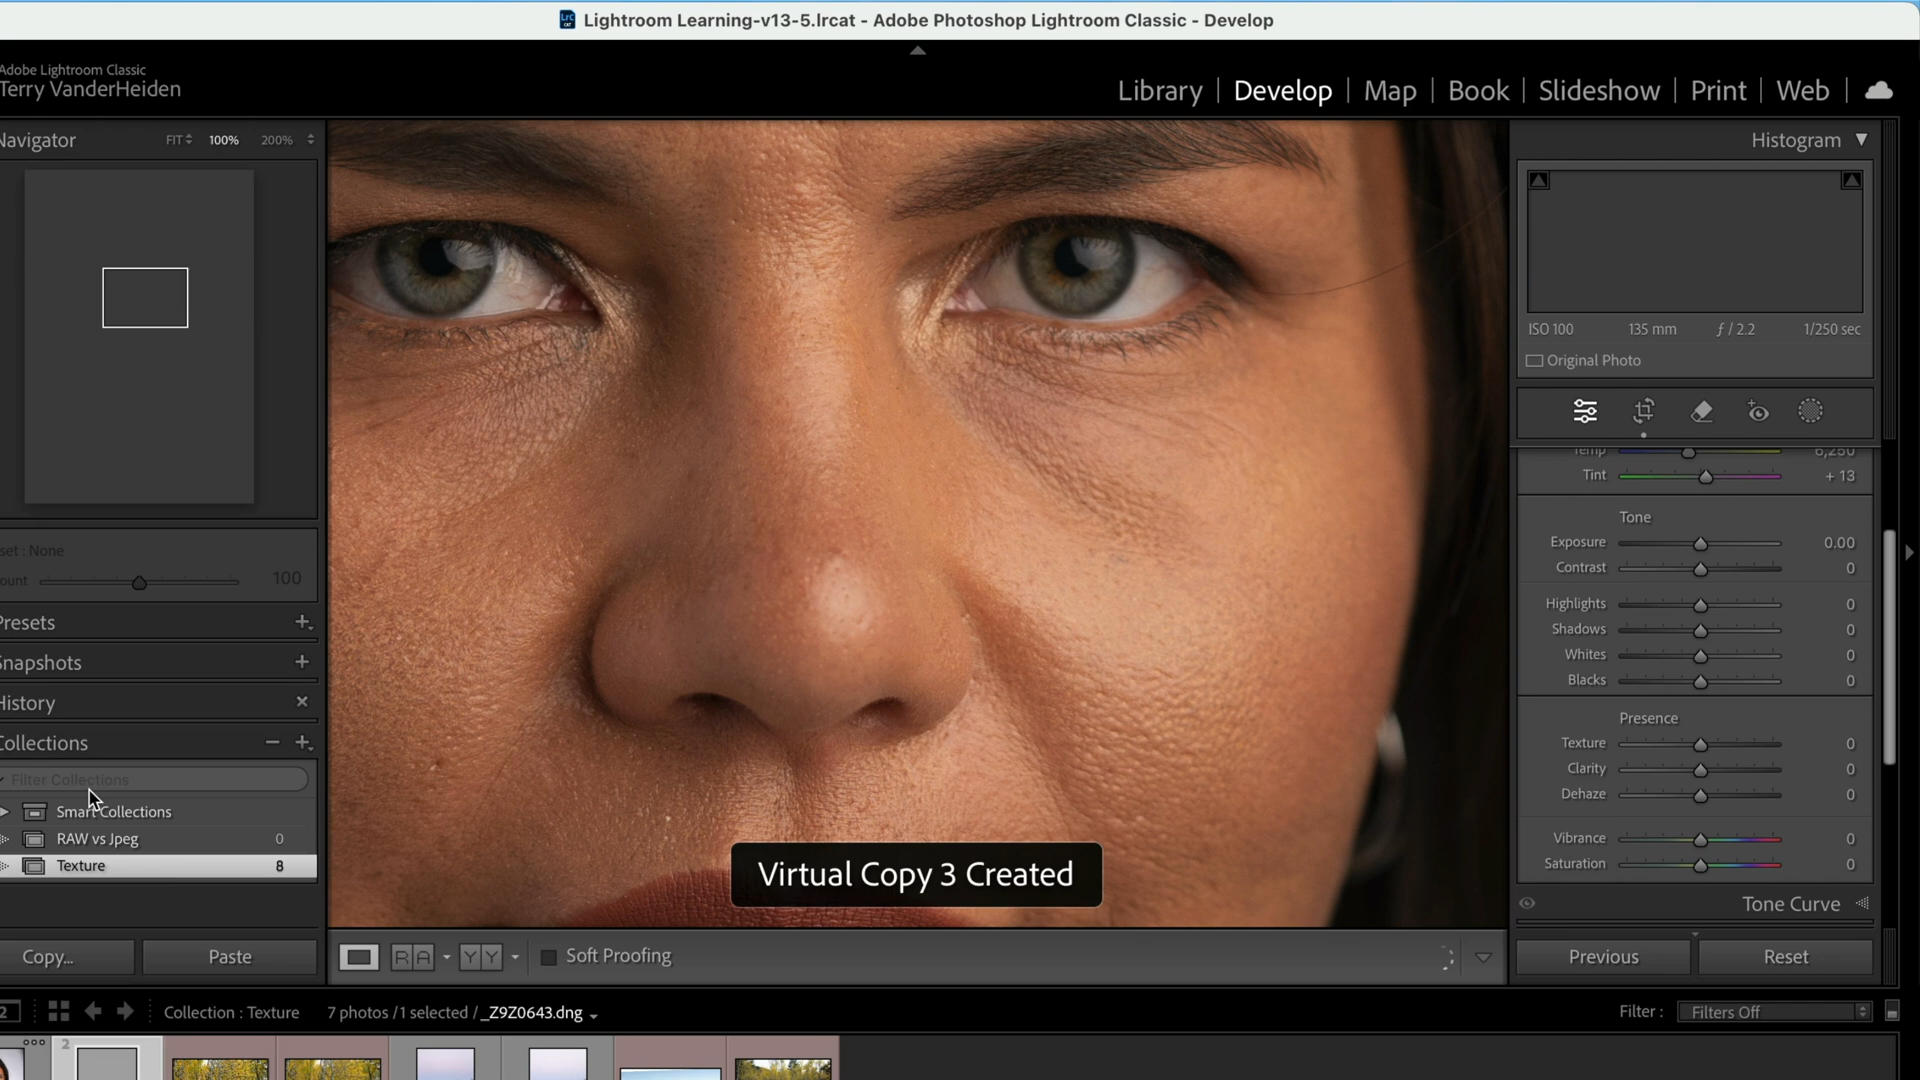 Lightroom Learning-v13-5.lrcat - Adobe Photoshop Lightroom Classic - Develop
Adobe Lightroom Classic
Terry VanderHeiden
Library | Develop | Map | Book | Slideshow | Print | Web |
Navigator
FIT 100% 200%
Histogram
ISO 100 135 mm ƒ / 2.2 1/250 sec
Original Photo
Temp 6,250
Tint + 13
Tone
Exposure 0.00
Contrast 0
Highlights 0
Shadows 0
Whites 0
Blacks 0
Presence
Texture 0
Clarity 0
Dehaze 0
Vibrance 0
Saturation 0
Tone Curve
Previous Reset
set : None
ount 100
Presets
Snapshots
History
Collections
Filter Collections
Smart Collections
RAW vs Jpeg 0
Texture 8
Copy... Paste
Virtual Copy 3 Created
R A Y Y Soft Proofing
2 Collection : Texture 7 photos / 1 selected / _Z9Z0643.dng
Filter : Filters Off
2